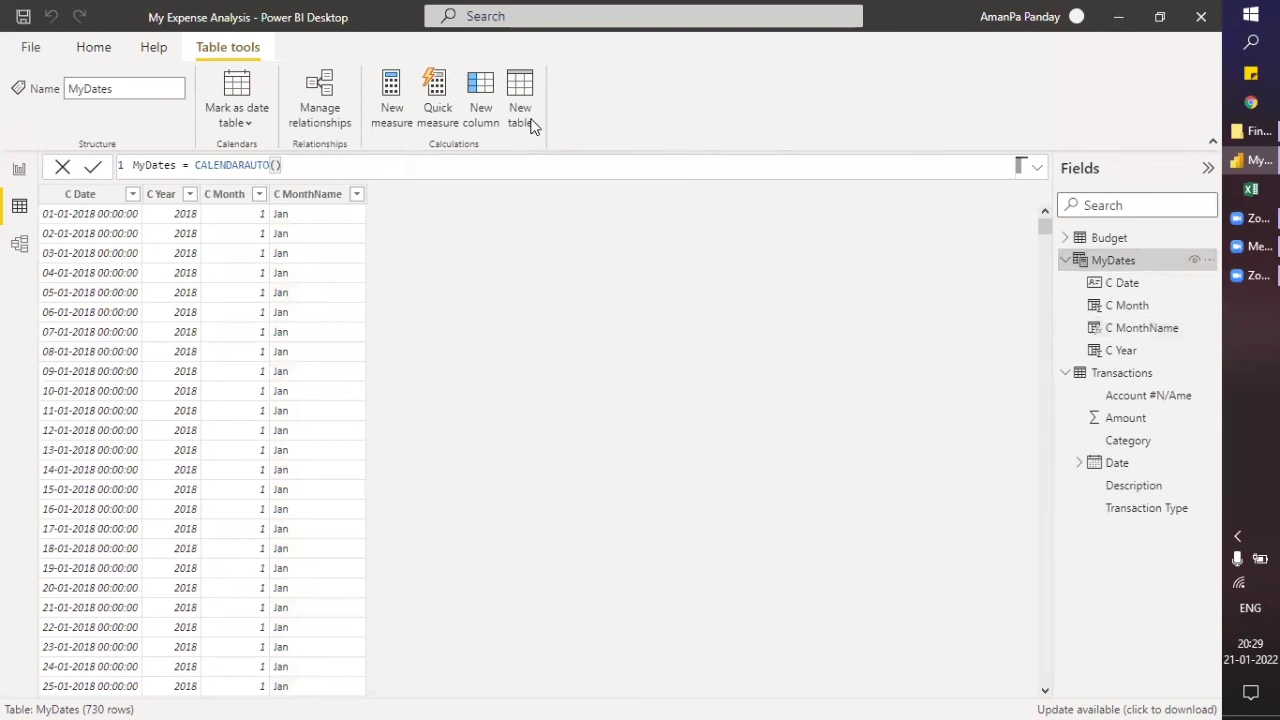 My Expense Analysis - Power BI Desktop
Search
AmanPa Panday
File
Home
Help
Table tools
Name
MyDates
Mark as date
table
Manage
relationships
New
measure
Quick
measure
New
column
New
table
Structure
Calendars
Relationships
Calculations
1 MyDates = CALENDARAUTO()
C Date
C Year
C Month
C MonthName
01-01-2018 00:00:00 2018 1 Jan
02-01-2018 00:00:00 2018 1 Jan
03-01-2018 00:00:00 2018 1 Jan
04-01-2018 00:00:00 2018 1 Jan
05-01-2018 00:00:00 2018 1 Jan
06-01-2018 00:00:00 2018 1 Jan
07-01-2018 00:00:00 2018 1 Jan
08-01-2018 00:00:00 2018 1 Jan
09-01-2018 00:00:00 2018 1 Jan
10-01-2018 00:00:00 2018 1 Jan
11-01-2018 00:00:00 2018 1 Jan
12-01-2018 00:00:00 2018 1 Jan
13-01-2018 00:00:00 2018 1 Jan
14-01-2018 00:00:00 2018 1 Jan
15-01-2018 00:00:00 2018 1 Jan
16-01-2018 00:00:00 2018 1 Jan
17-01-2018 00:00:00 2018 1 Jan
18-01-2018 00:00:00 2018 1 Jan
19-01-2018 00:00:00 2018 1 Jan
20-01-2018 00:00:00 2018 1 Jan
21-01-2018 00:00:00 2018 1 Jan
22-01-2018 00:00:00 2018 1 Jan
23-01-2018 00:00:00 2018 1 Jan
24-01-2018 00:00:00 2018 1 Jan
25-01-2018 00:00:00 2018 1 Jan
Fields
Search
Budget
MyDates
C Date
C Month
C MonthName
C Year
Transactions
Account #N/Ame
Amount
Category
Date
Description
Transaction Type
Table: MyDates (730 rows)
Update available (click to download)
Fin...
My...
Zo...
Me...
Zo...
ENG
20:29
21-01-2022